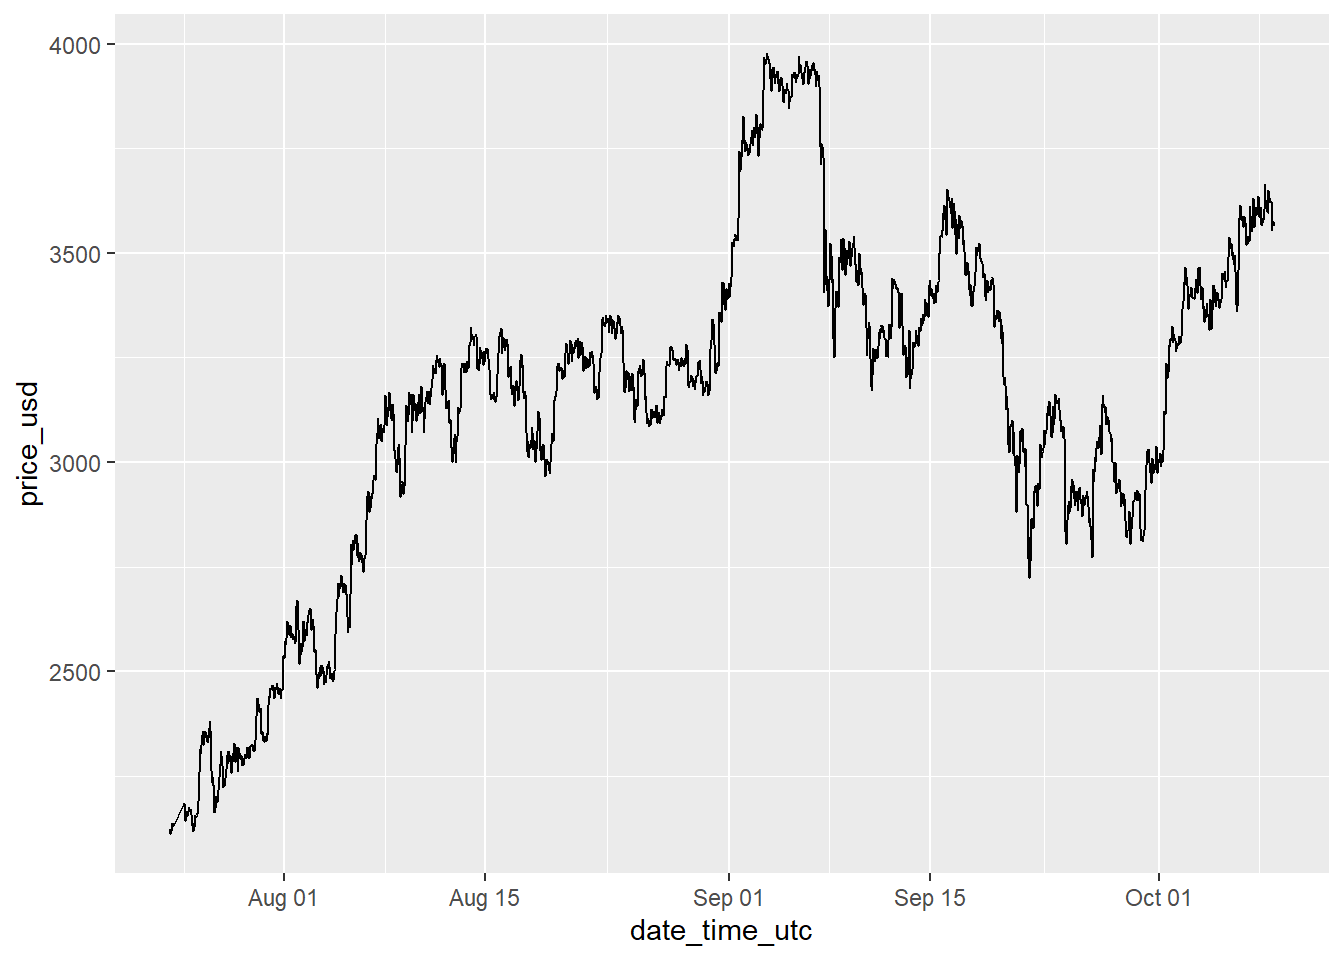 4000
3500
3000
2500
price_usd
Aug 01
Aug 15
Sep 01
Sep 15
Oct 01
date_time_utc